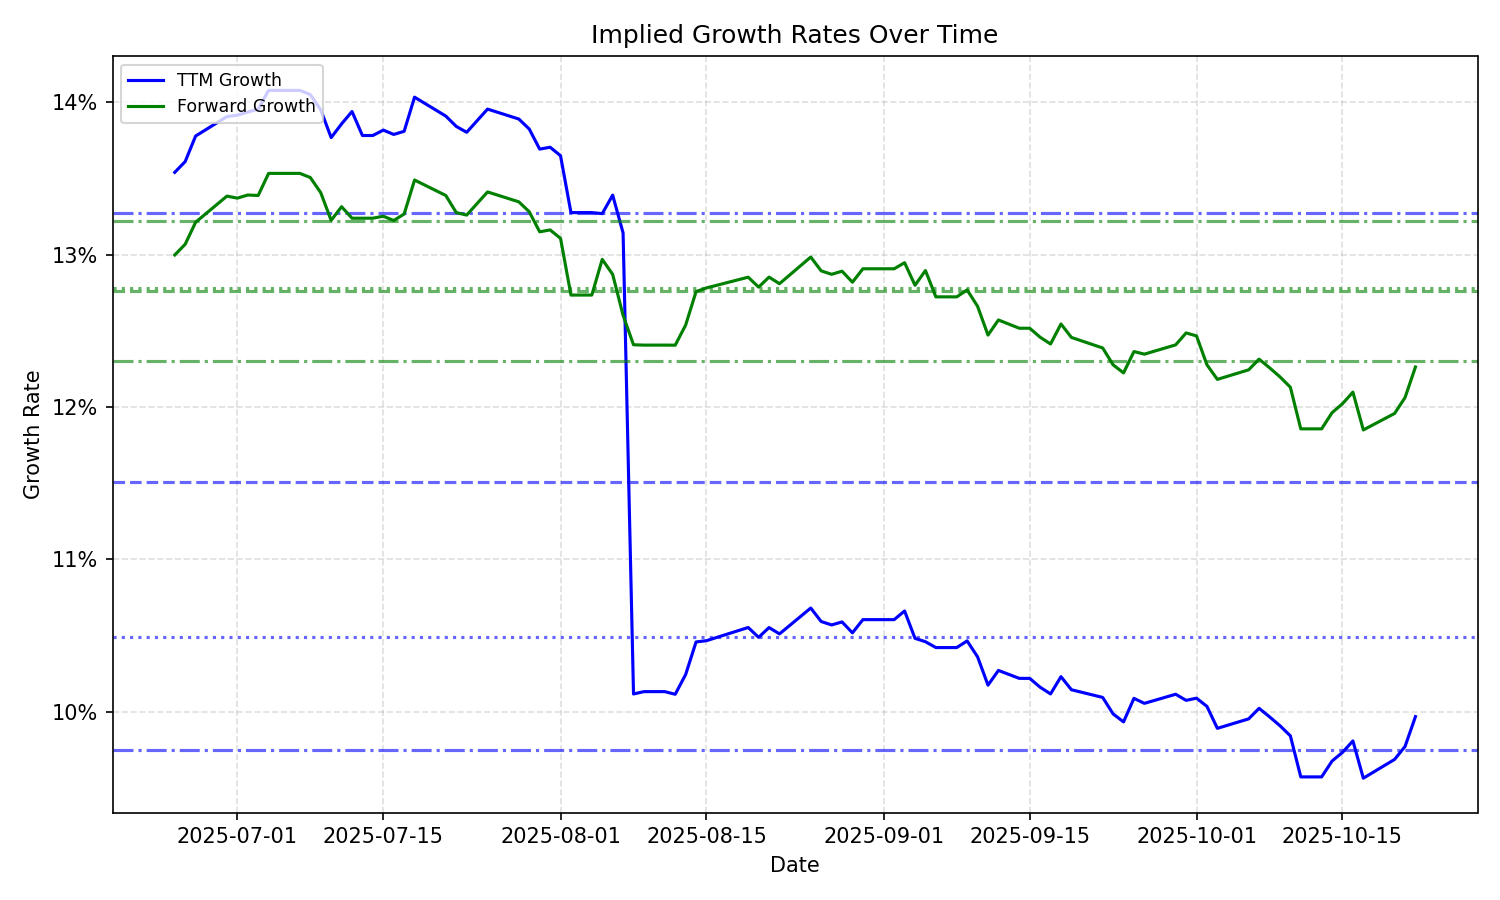 Implied Growth Rates Over Time
TTM Growth
Forward Growth
14%
13%
12%
11%
10%
Growth Rate
2025-07-01
2025-07-15
2025-08-01
2025-08-15
2025-09-01
2025-09-15
2025-10-01
2025-10-15
Date